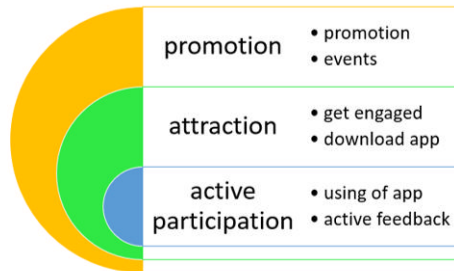 promotion
• promotion
• events
attraction
• get engaged
• download app
active
participation
• using of app
• active feedback